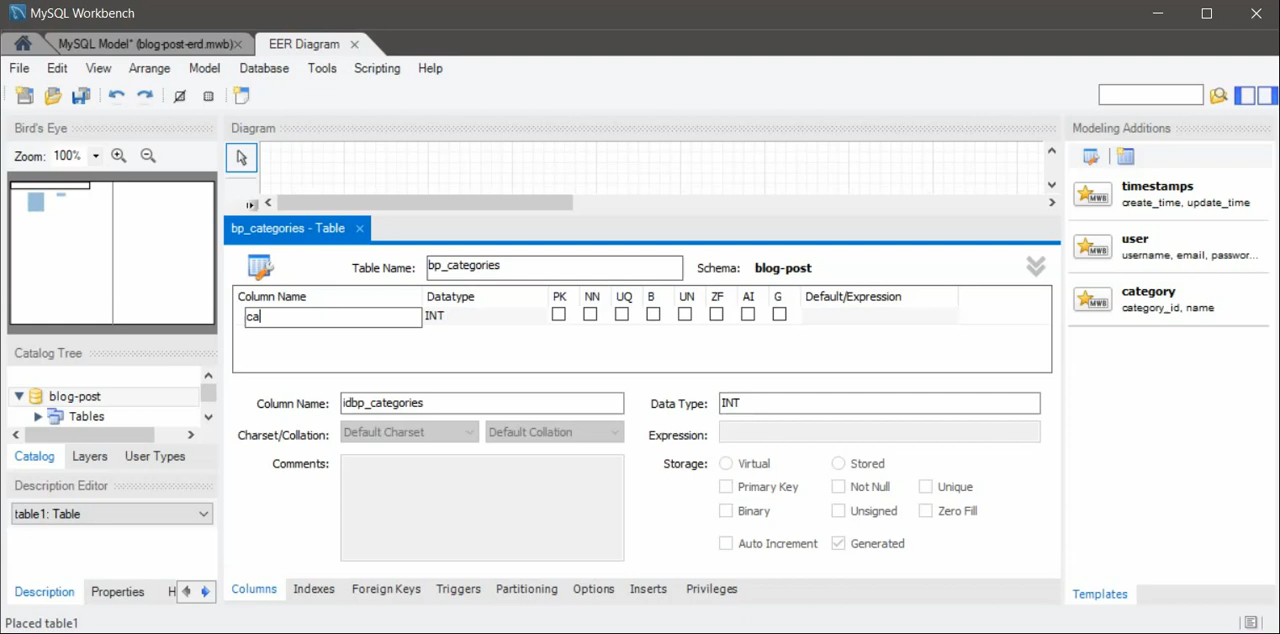 MySQL Workbench
MySQL Model* (blog-post-erd.mwb)
EER Diagram
File Edit View Arrange Model Database Tools Scripting Help
Bird's Eye
Diagram
Modeling Additions
Zoom: 100%
timestamps
create_time, update_time
bp_categories - Table
user
username, email, passwor...
Table Name: bp_categories Schema: blog-post
Column Name Datatype PK NN UQ B UN ZF AI G Default/Expression
ca INT
category
category_id, name
Catalog Tree
blog-post
Tables
Column Name: idbp_categories Data Type: INT
Charset/Collation: Default Charset Default Collation Expression:
Catalog Layers User Types
Comments: Storage: Virtual Stored
Primary Key Not Null Unique
Description Editor
table1: Table
Binary Unsigned Zero Fill
Auto Increment Generated
Description Properties H
Columns Indexes Foreign Keys Triggers Partitioning Options Inserts Privileges
Templates
Placed table1